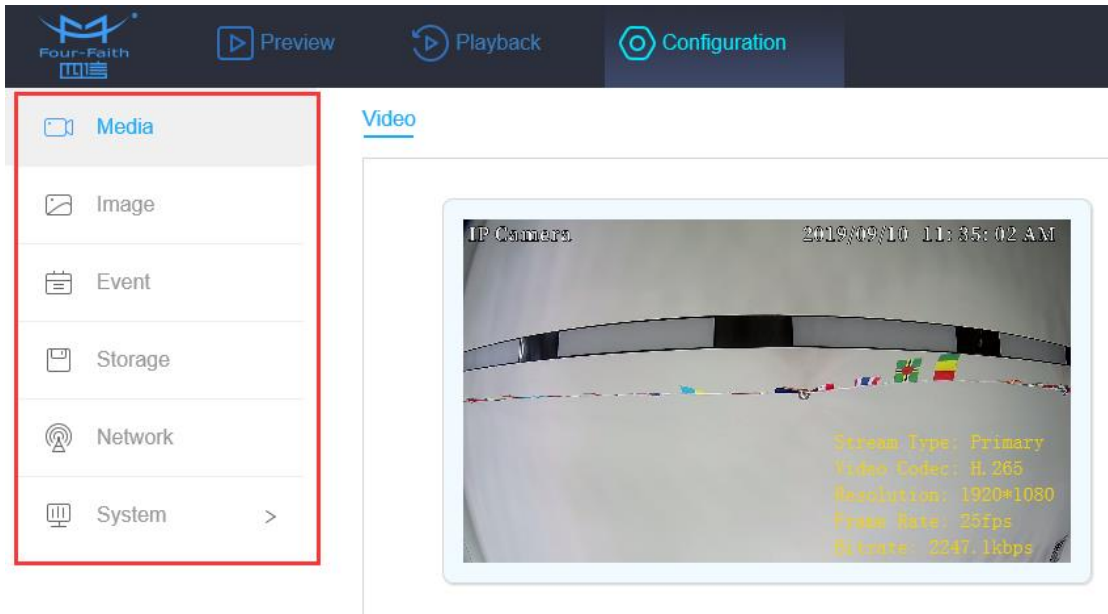 Four-Faith
四信
Preview
Playback
Configuration
Media
Image
Event
Storage
Network
System >
Video
IP Camera
2019/09/10 11:35:02 AM
Stream Type: Primary
Video Codec: H.265
Resolution: 1920*1080
Frame Rate: 25fps
Bitrate: 2247.1kbps